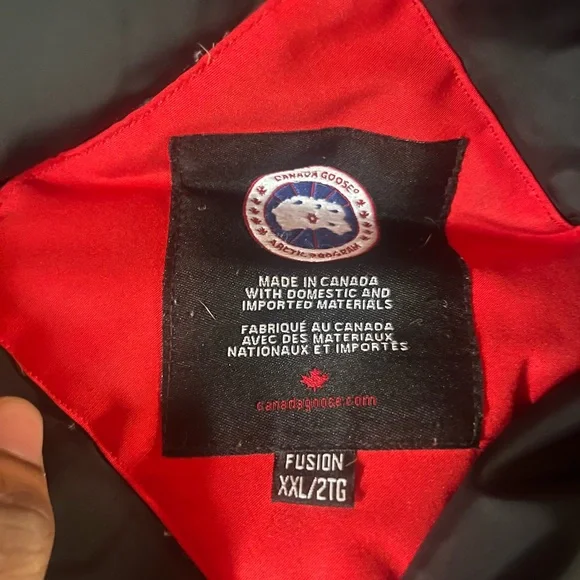 CANADA GOOSE®
ARCTIC PROGRAM
MADE IN CANADA
WITH DOMESTIC AND
IMPORTED MATERIALS
FABRIQUÉ AU CANADA
AVEC DES MATERIAUX
NATIONAUX ET IMPORTÉS
canadagoose.com
FUSION
XXL/2TG